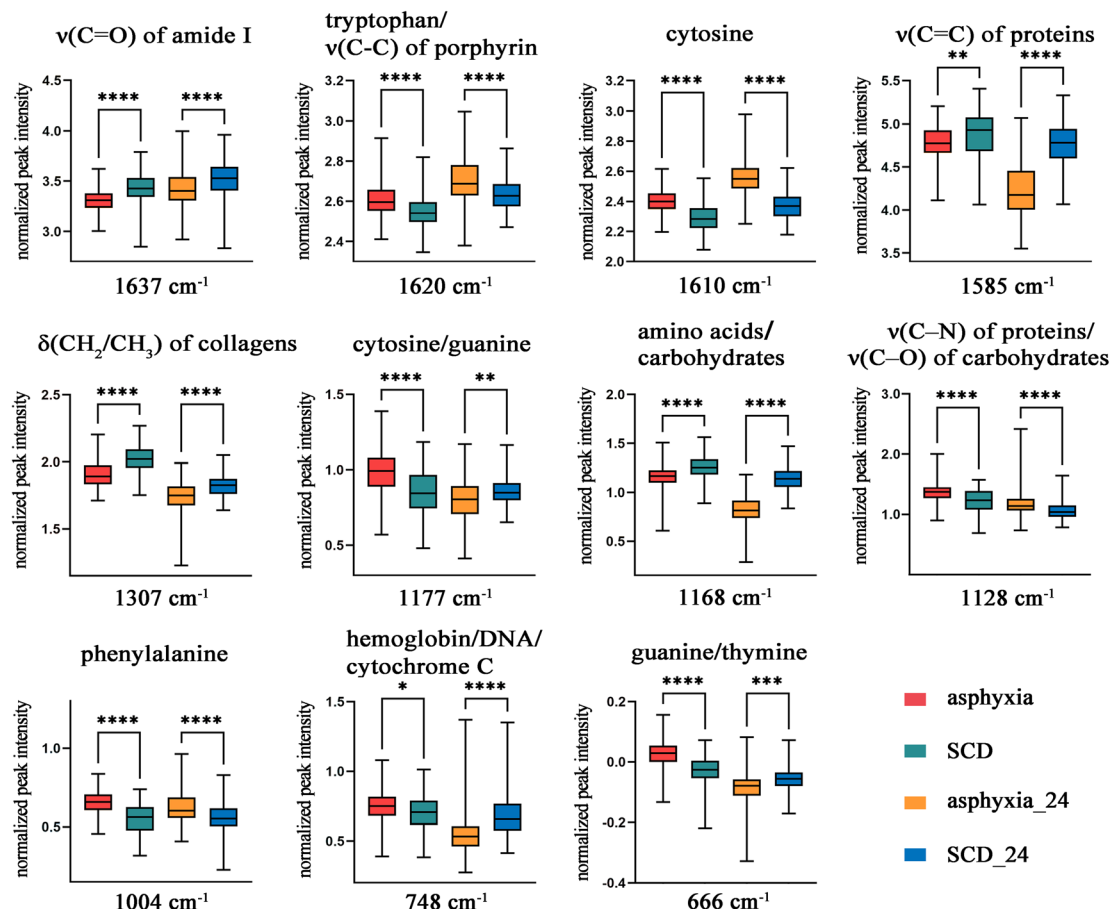 ν(C=O) of amide I
normalized peak intensity
4.5
4.0
3.5
3.0
**** ****
1637 cm-1
tryptophan/
ν(C-C) of porphyrin
normalized peak intensity
3.2
3.0
2.8
2.6
2.4
**** ****
1620 cm-1
cytosine
normalized peak intensity
3.2
3.0
2.8
2.6
2.4
2.2
2.0
**** ****
1610 cm-1
ν(C=C) of proteins
normalized peak intensity
5.5
5.0
4.5
4.0
3.5
** ****
1585 cm-1
δ(CH2/CH3) of collagens
normalized peak intensity
2.5
2.0
1.5
**** ****
1307 cm-1
cytosine/guanine
normalized peak intensity
1.5
1.0
0.5
**** **
1177 cm-1
amino acids/
carbohydrates
normalized peak intensity
2.0
1.5
1.0
0.5
**** ****
1168 cm-1
ν(C–N) of proteins/
ν(C–O) of carbohydrates
normalized peak intensity
3.0
2.0
1.0
**** ****
1128 cm-1
phenylalanine
normalized peak intensity
1.0
0.5
**** ****
1004 cm-1
hemoglobin/DNA/
cytochrome C
normalized peak intensity
1.5
1.0
0.5
* ****
748 cm-1
guanine/thymine
normalized peak intensity
0.2
0.0
-0.2
-0.4
**** ***
666 cm-1
asphyxia
SCD
asphyxia_24
SCD_24